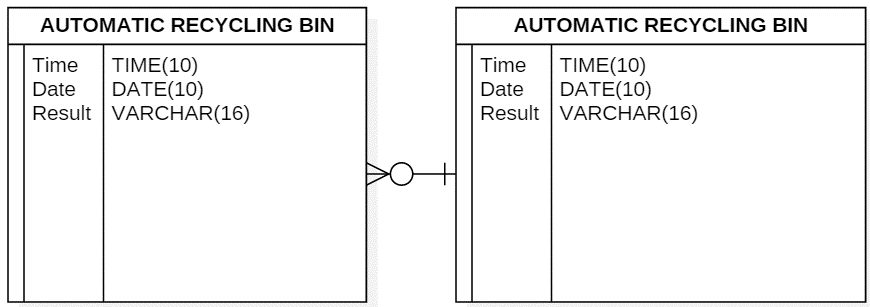 AUTOMATIC RECYCLING BIN
Time TIME(10)
Date DATE(10)
Result VARCHAR(16)
AUTOMATIC RECYCLING BIN
Time TIME(10)
Date DATE(10)
Result VARCHAR(16)